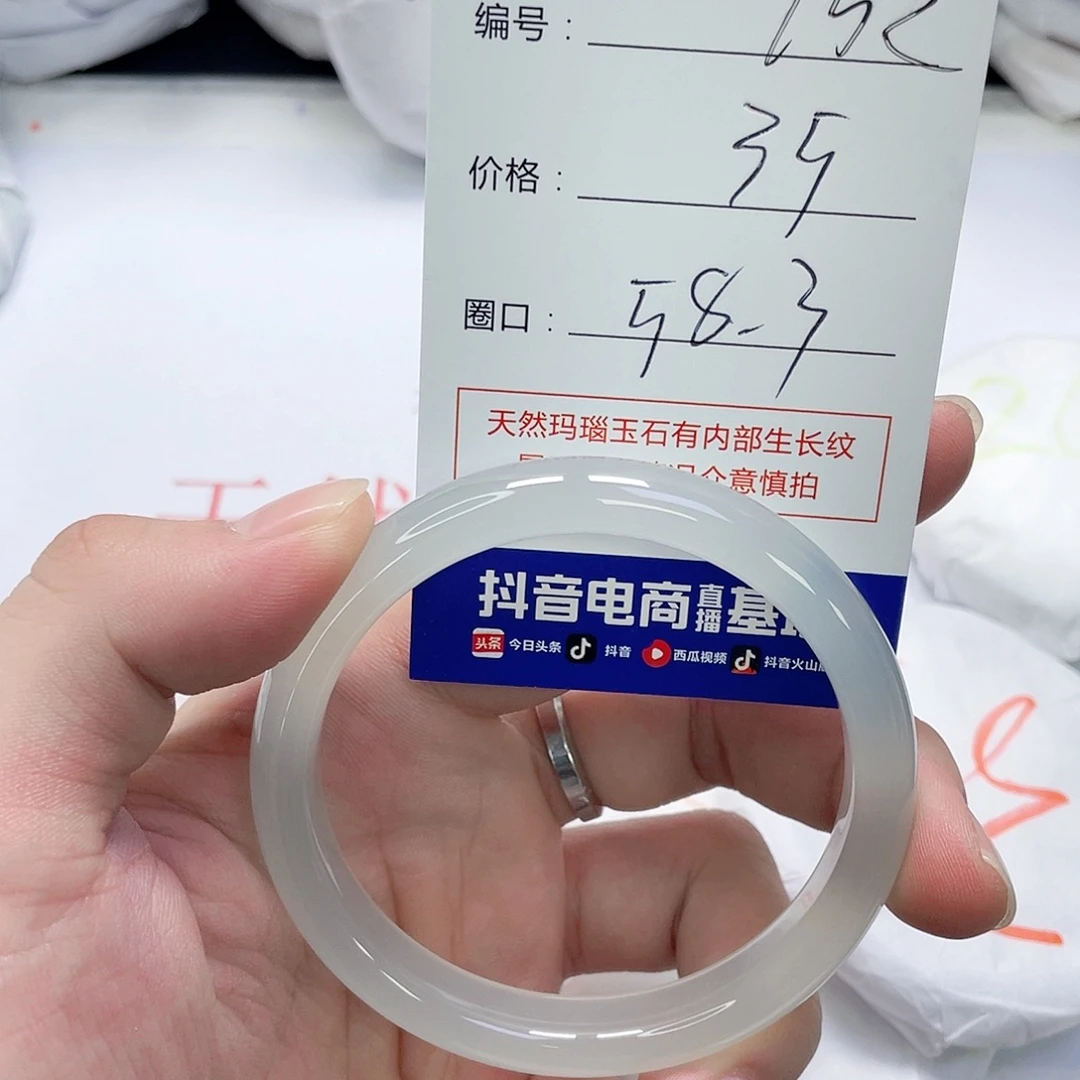 编号：
价格： 35
圈口： 58.3
天然玛瑙玉石有内部生长纹
介意慎拍
抖音电商直播基
头条 今日头条 抖音 西瓜视频 抖音火山